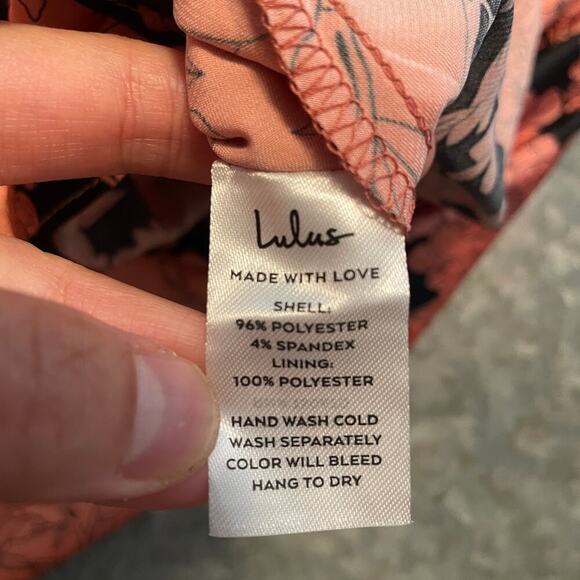 Lulus
MADE WITH LOVE
SHELL:
96% POLYESTER
4% SPANDEX
LINING:
100% POLYESTER
HAND WASH COLD
WASH SEPARATELY
COLOR WILL BLEED
HANG TO DRY